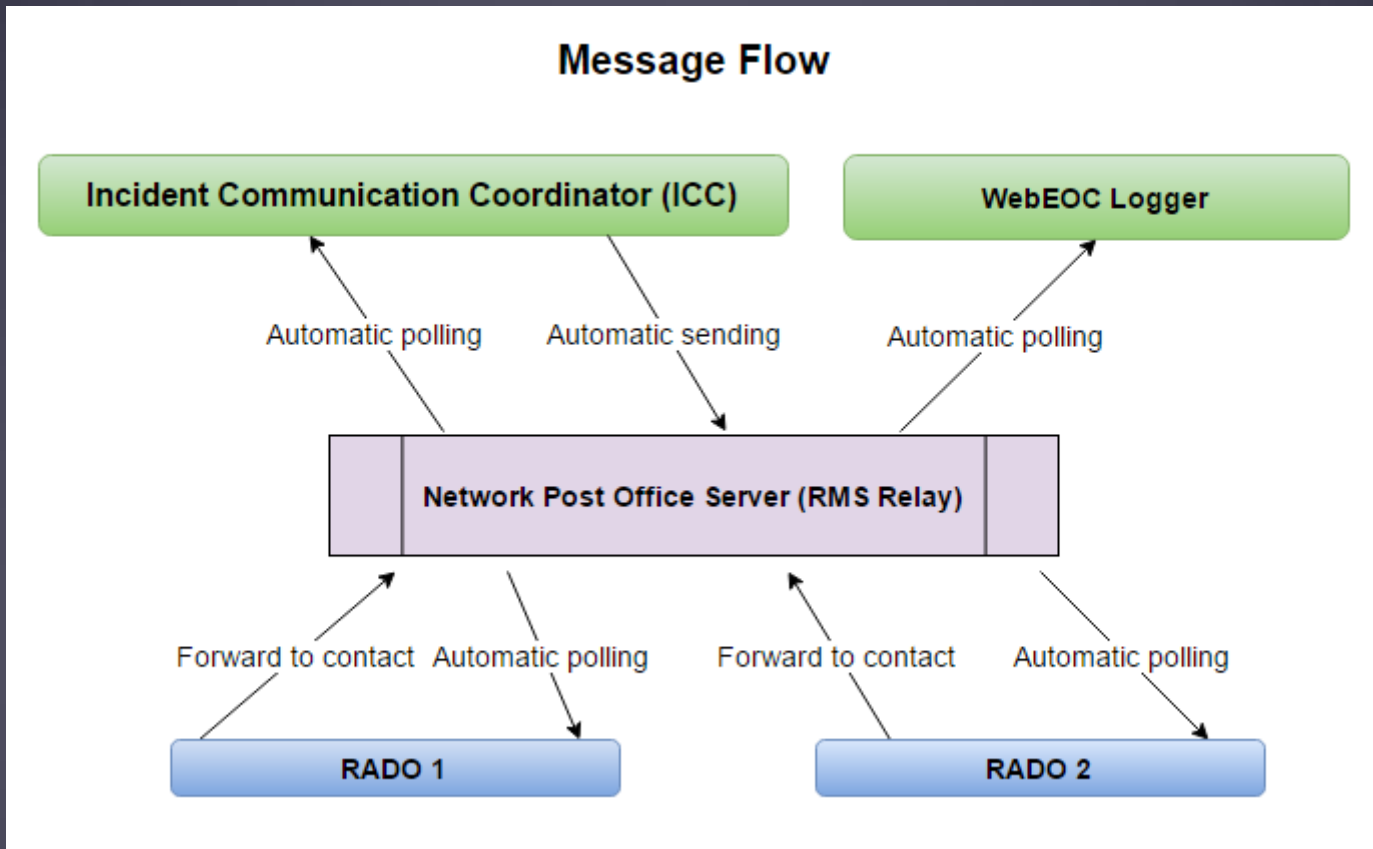 Message Flow
Incident Communication Coordinator (ICC)
WebEOC Logger
Automatic polling
Automatic sending
Automatic polling
Network Post Office Server (RMS Relay)
Forward to contact
Automatic polling
Forward to contact
Automatic polling
RADO 1
RADO 2